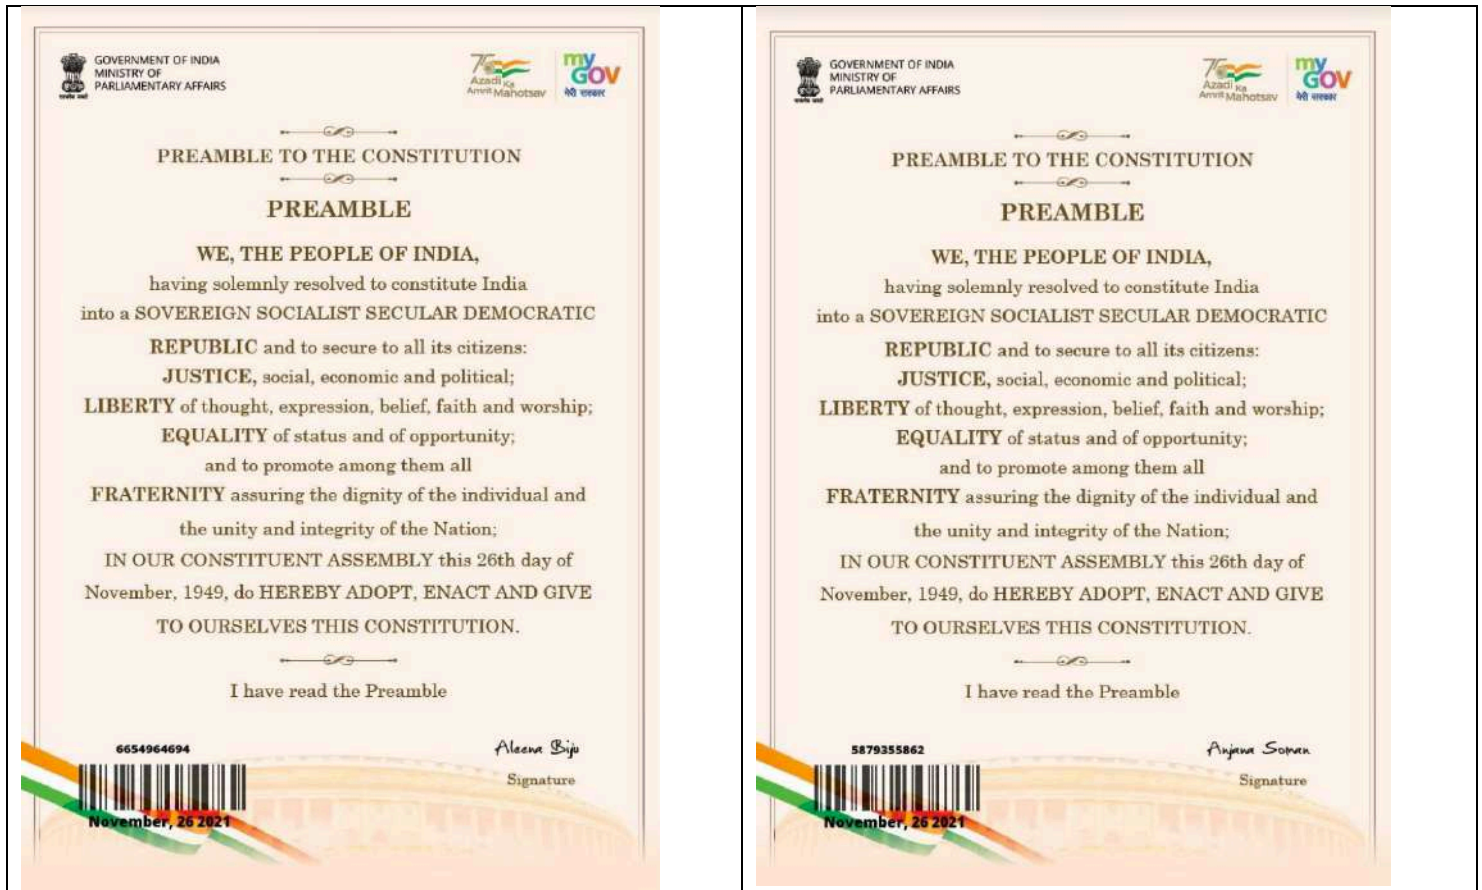 GOVERNMENT OF INDIA
MINISTRY OF
PARLIAMENTARY AFFAIRS
75
Azadi Ka
Amrit Mahotsav
my
GOV
मेरी सरकार
PREAMBLE TO THE CONSTITUTION
PREAMBLE
WE, THE PEOPLE OF INDIA,
having solemnly resolved to constitute India
into a SOVEREIGN SOCIALIST SECULAR DEMOCRATIC
REPUBLIC and to secure to all its citizens:
JUSTICE, social, economic and political;
LIBERTY of thought, expression, belief, faith and worship;
EQUALITY of status and of opportunity;
and to promote among them all
FRATERNITY assuring the dignity of the individual and
the unity and integrity of the Nation;
IN OUR CONSTITUENT ASSEMBLY this 26th day of
November, 1949, do HEREBY ADOPT, ENACT AND GIVE
TO OURSELVES THIS CONSTITUTION.
I have read the Preamble
6654964694
Aleena Biju
Signature
November, 26 2021
GOVERNMENT OF INDIA
MINISTRY OF
PARLIAMENTARY AFFAIRS
75
Azadi Ka
Amrit Mahotsav
my
GOV
मेरी सरकार
PREAMBLE TO THE CONSTITUTION
PREAMBLE
WE, THE PEOPLE OF INDIA,
having solemnly resolved to constitute India
into a SOVEREIGN SOCIALIST SECULAR DEMOCRATIC
REPUBLIC and to secure to all its citizens:
JUSTICE, social, economic and political;
LIBERTY of thought, expression, belief, faith and worship;
EQUALITY of status and of opportunity;
and to promote among them all
FRATERNITY assuring the dignity of the individual and
the unity and integrity of the Nation;
IN OUR CONSTITUENT ASSEMBLY this 26th day of
November, 1949, do HEREBY ADOPT, ENACT AND GIVE
TO OURSELVES THIS CONSTITUTION.
I have read the Preamble
5879355862
Anjana Soman
Signature
November, 26 2021